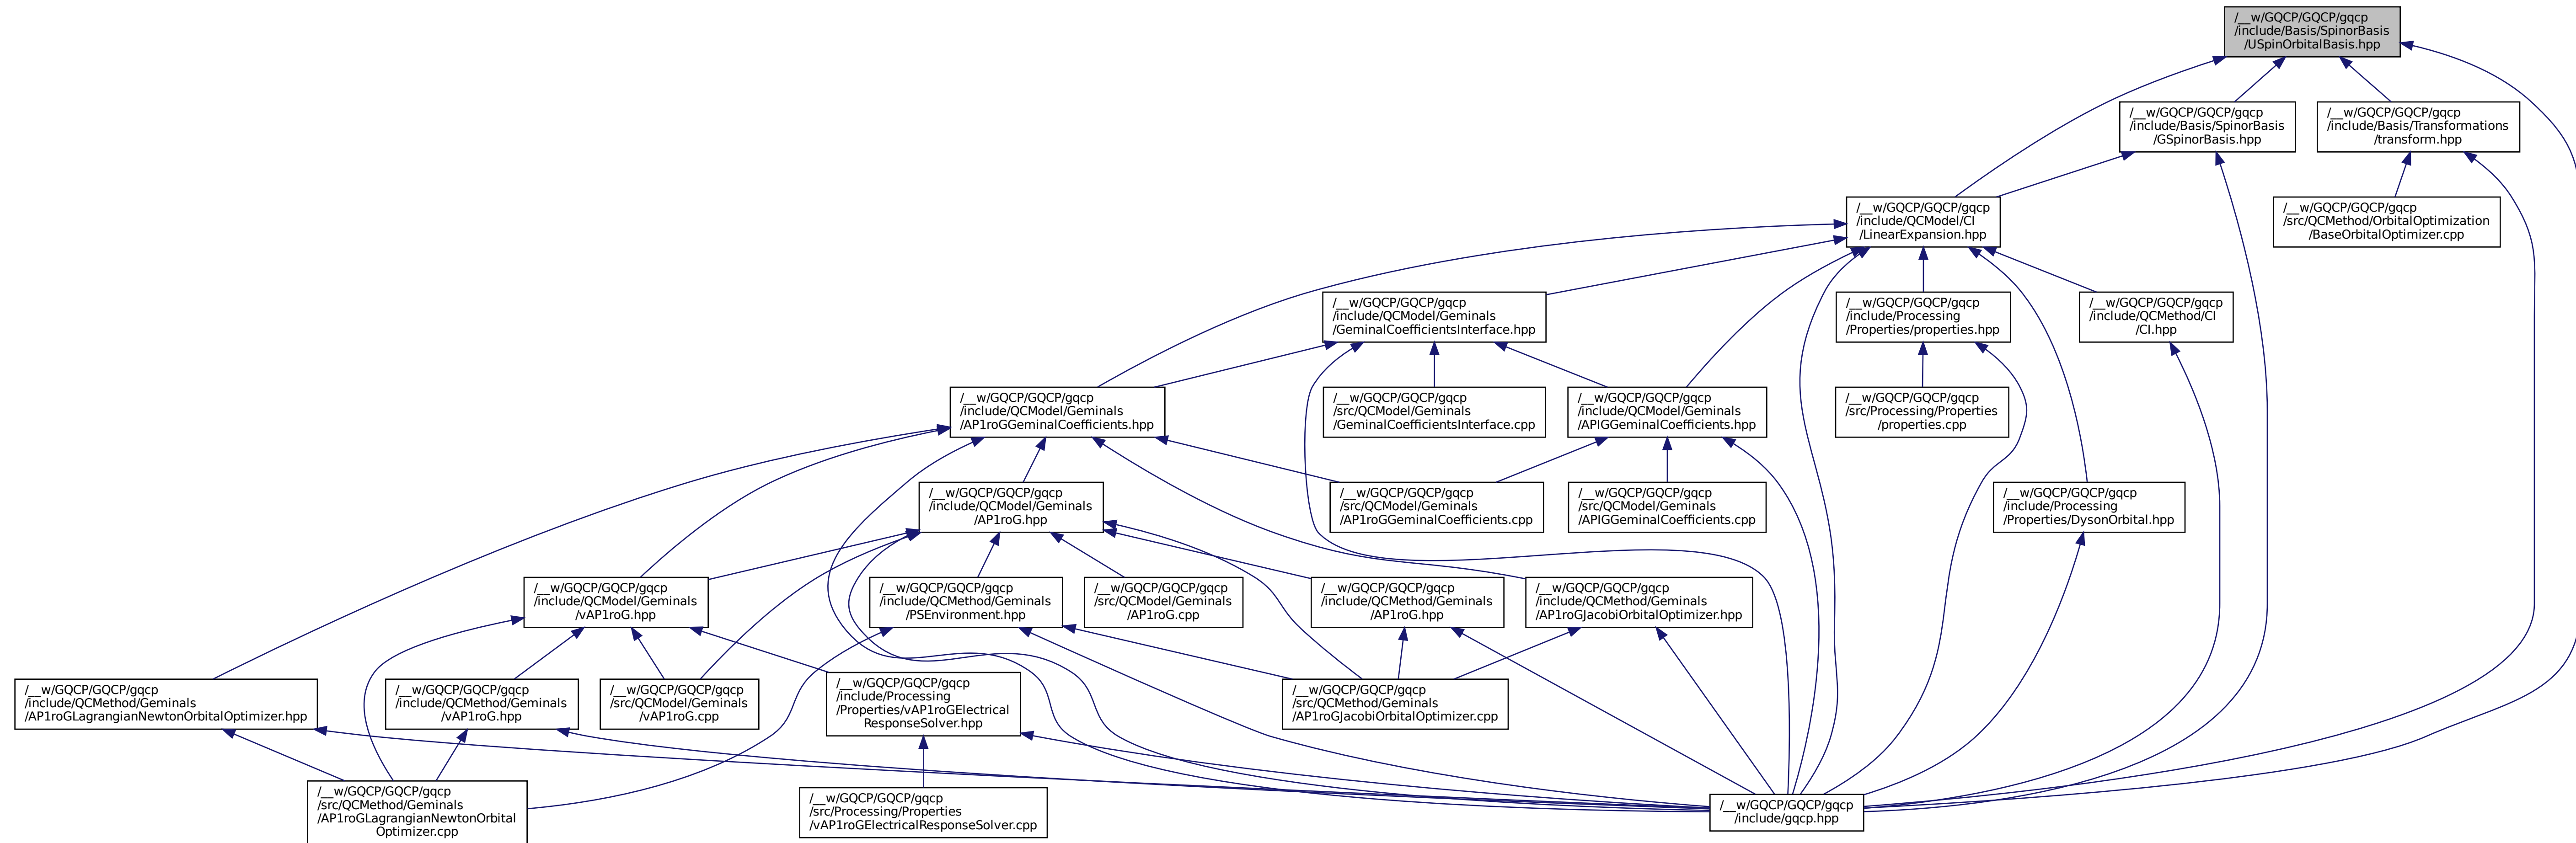 /__w/GQCP/GQCP/gqcp
/include/Basis/SpinorBasis
/USpinOrbitalBasis.hpp
/__w/GQCP/GQCP/gqcp
/include/Basis/SpinorBasis
/GSpinorBasis.hpp
/__w/GQCP/GQCP/gqcp
/include/Basis/Transformations
/transform.hpp
/__w/GQCP/GQCP/gqcp
/include/QCModel/CI
/LinearExpansion.hpp
/__w/GQCP/GQCP/gqcp
/src/QCMethod/OrbitalOptimization
/BaseOrbitalOptimizer.cpp
/__w/GQCP/GQCP/gqcp
/include/QCModel/Geminals
/GeminalCoefficientsInterface.hpp
/__w/GQCP/GQCP/gqcp
/include/Processing
/Properties/properties.hpp
/__w/GQCP/GQCP/gqcp
/include/QCMethod/CI
/CI.hpp
/__w/GQCP/GQCP/gqcp
/include/QCModel/Geminals
/AP1roGGeminalCoefficients.hpp
/__w/GQCP/GQCP/gqcp
/src/QCModel/Geminals
/GeminalCoefficientsInterface.cpp
/__w/GQCP/GQCP/gqcp
/include/QCModel/Geminals
/APIGGeminalCoefficients.hpp
/__w/GQCP/GQCP/gqcp
/src/Processing/Properties
/properties.cpp
/__w/GQCP/GQCP/gqcp
/include/QCModel/Geminals
/AP1roG.hpp
/__w/GQCP/GQCP/gqcp
/src/QCModel/Geminals
/AP1roGGeminalCoefficients.cpp
/__w/GQCP/GQCP/gqcp
/src/QCModel/Geminals
/APIGGeminalCoefficients.cpp
/__w/GQCP/GQCP/gqcp
/include/Processing
/Properties/DysonOrbital.hpp
/__w/GQCP/GQCP/gqcp
/include/QCModel/Geminals
/vAP1roG.hpp
/__w/GQCP/GQCP/gqcp
/include/QCMethod/Geminals
/PSEnvironment.hpp
/__w/GQCP/GQCP/gqcp
/src/QCModel/Geminals
/AP1roG.cpp
/__w/GQCP/GQCP/gqcp
/include/QCMethod/Geminals
/AP1roG.hpp
/__w/GQCP/GQCP/gqcp
/include/QCMethod/Geminals
/AP1roGJacobiOrbitalOptimizer.hpp
/__w/GQCP/GQCP/gqcp
/include/QCMethod/Geminals
/AP1roGLagrangianNewtonOrbitalOptimizer.hpp
/__w/GQCP/GQCP/gqcp
/include/QCMethod/Geminals
/vAP1roG.hpp
/__w/GQCP/GQCP/gqcp
/src/QCModel/Geminals
/vAP1roG.cpp
/__w/GQCP/GQCP/gqcp
/include/Processing
/Properties/vAP1roGElectrical
ResponseSolver.hpp
/__w/GQCP/GQCP/gqcp
/src/QCMethod/Geminals
/AP1roGJacobiOrbitalOptimizer.cpp
/__w/GQCP/GQCP/gqcp
/src/QCMethod/Geminals
/AP1roGLagrangianNewtonOrbital
Optimizer.cpp
/__w/GQCP/GQCP/gqcp
/src/Processing/Properties
/vAP1roGElectricalResponseSolver.cpp
/__w/GQCP/GQCP/gqcp
/include/gqcp.hpp